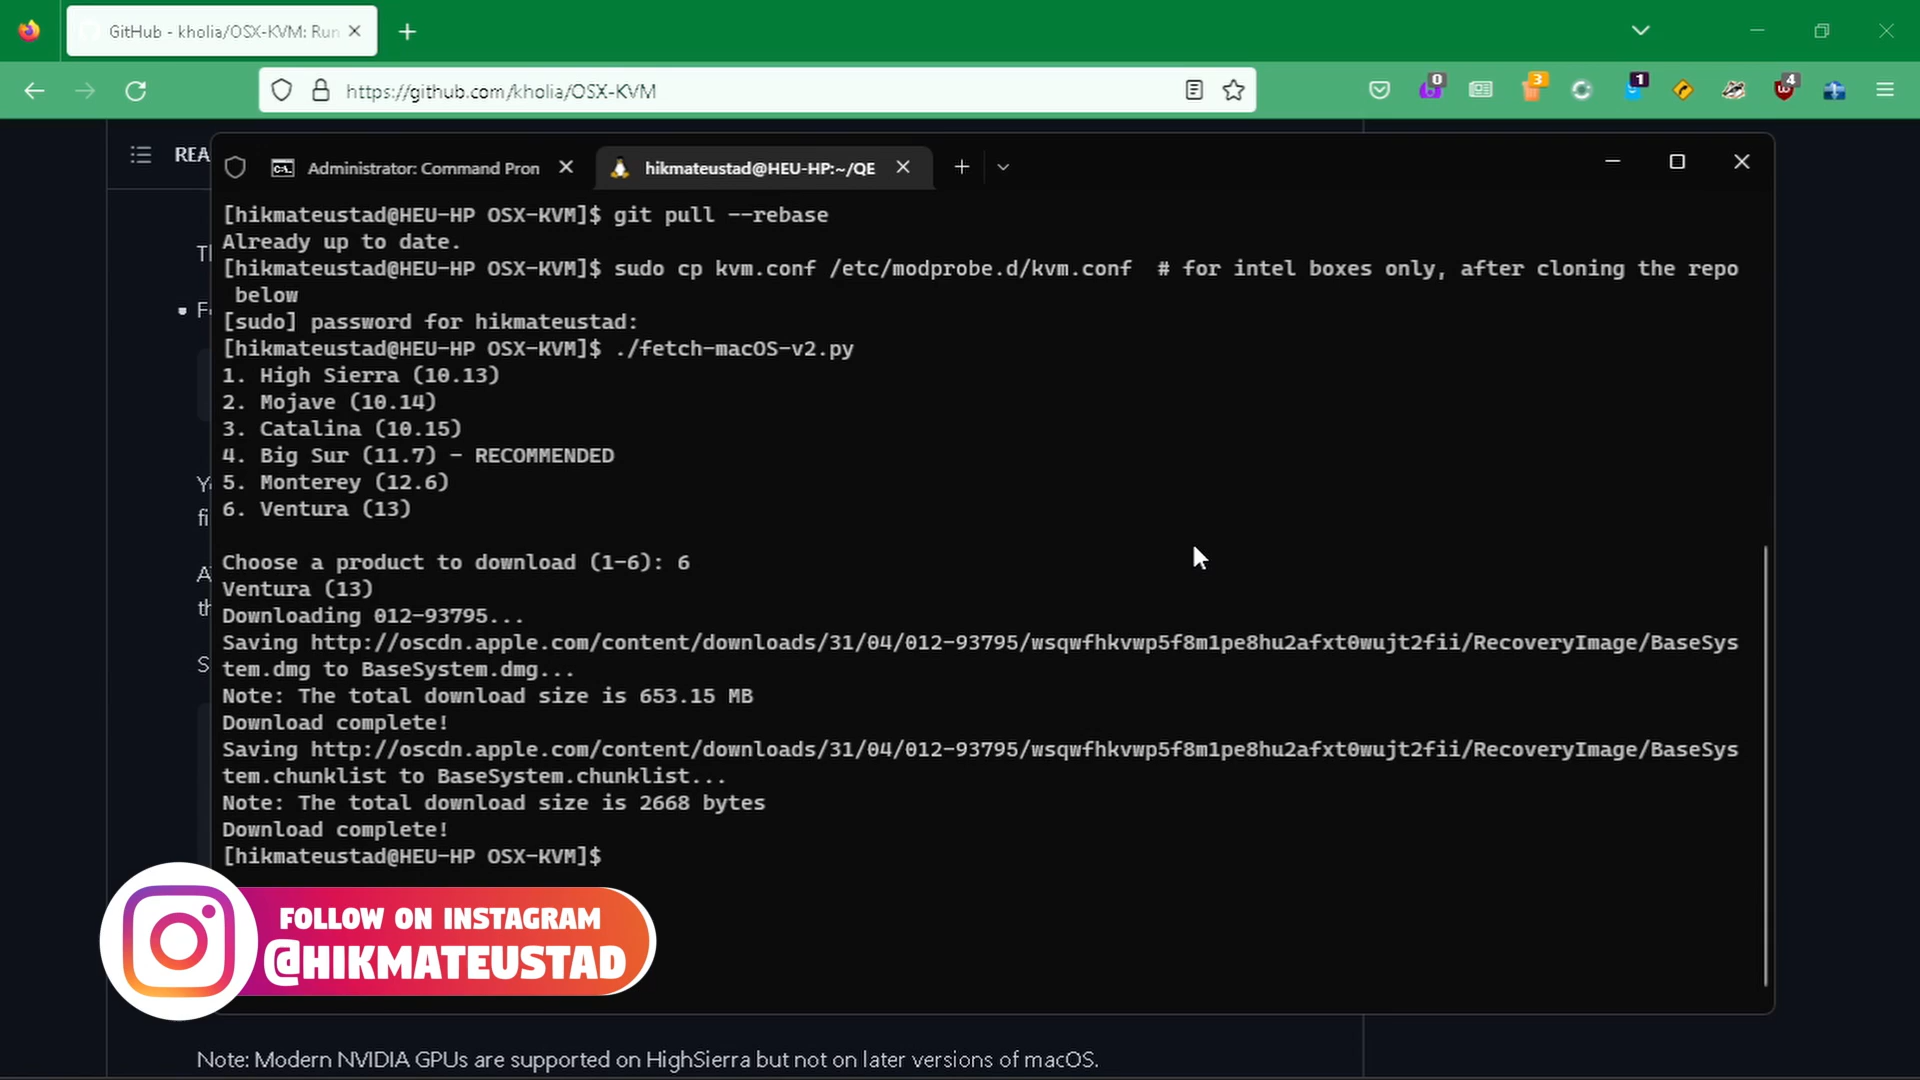 GitHub - kholia/OSX-KVM: Run
https://github.com/kholia/OSX-KVM
0
3
1
4
REA
Administrator: Command Pron
hikmateustad@HEU-HP:~/QE
[hikmateustad@HEU-HP OSX-KVM]$ git pull --rebase
Already up to date.
[hikmateustad@HEU-HP OSX-KVM]$ sudo cp kvm.conf /etc/modprobe.d/kvm.conf  # for intel boxes only, after cloning the repo
below
[sudo] password for hikmateustad:
[hikmateustad@HEU-HP OSX-KVM]$ ./fetch-macOS-v2.py
1. High Sierra (10.13)
2. Mojave (10.14)
3. Catalina (10.15)
4. Big Sur (11.7) - RECOMMENDED
5. Monterey (12.6)
6. Ventura (13)
Choose a product to download (1-6): 6
Ventura (13)
Downloading 012-93795...
Saving http://oscdn.apple.com/content/downloads/31/04/012-93795/wsqwfhkvwp5f8m1pe8hu2afxt0wujt2fii/RecoveryImage/BaseSys
tem.dmg to BaseSystem.dmg...
Note: The total download size is 653.15 MB
Download complete!
Saving http://oscdn.apple.com/content/downloads/31/04/012-93795/wsqwfhkvwp5f8m1pe8hu2afxt0wujt2fii/RecoveryImage/BaseSys
tem.chunklist to BaseSystem.chunklist...
Note: The total download size is 2668 bytes
Download complete!
[hikmateustad@HEU-HP OSX-KVM]$
FOLLOW ON INSTAGRAM
@HIKMATEUSTAD
Note: Modern NVIDIA GPUs are supported on HighSierra but not on later versions of macOS.